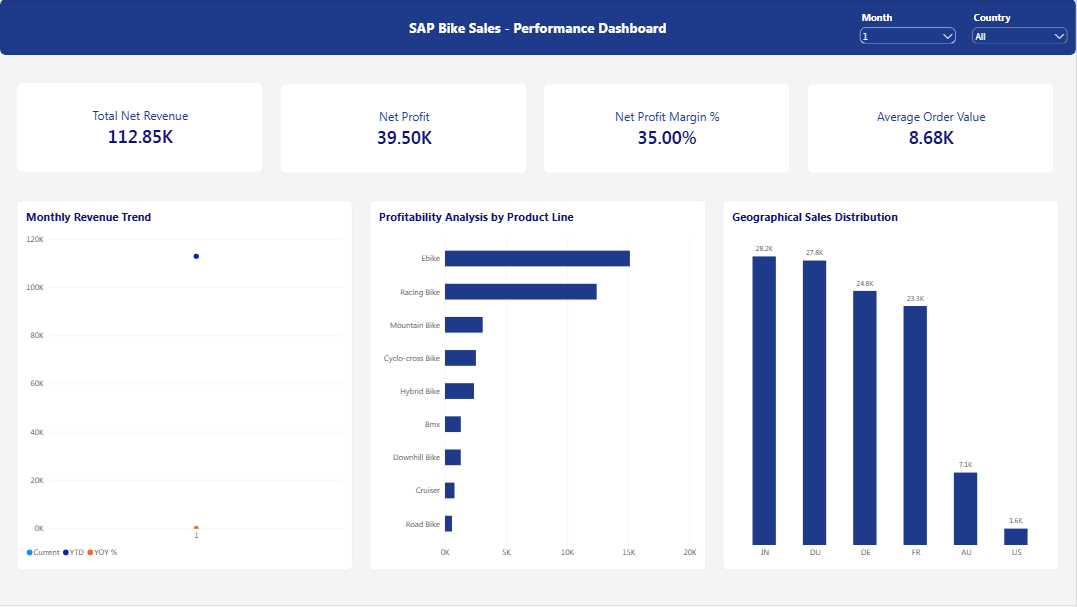 SAP Bike Sales - Performance Dashboard
Month
Country
1
All
Total Net Revenue
112.85K
Net Profit
39.50K
Net Profit Margin %
35.00%
Average Order Value
8.68K
Monthly Revenue Trend
120K
100K
80K
60K
40K
20K
0K
1
Current YTD YOY %
Profitability Analysis by Product Line
Ebike
Racing Bike
Mountain Bike
Cyclo-cross Bike
Hybrid Bike
Bmx
Downhill Bike
Cruiser
Road Bike
0K 5K 10K 15K 20K
Geographical Sales Distribution
28.2K
27.8K
24.8K
23.3K
7.1K
1.6K
IN DU DE FR AU US